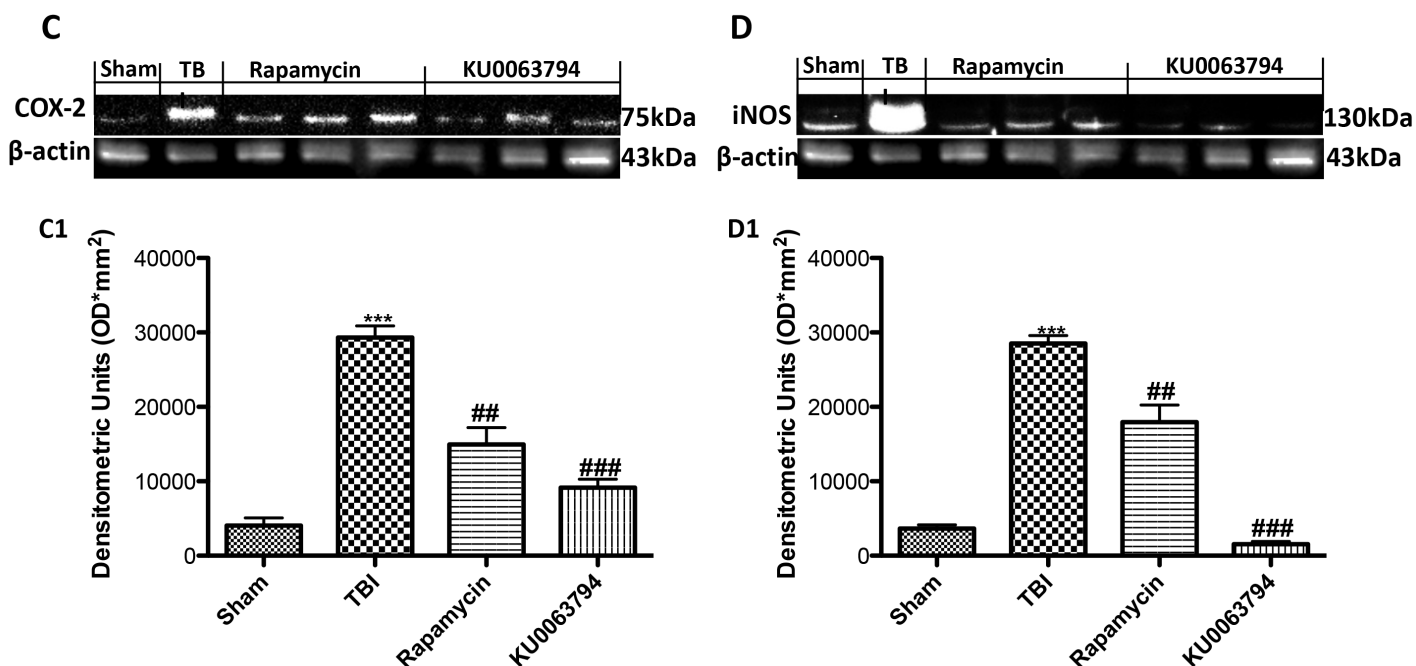 C
Sham TB Rapamycin KU0063794
COX-2 75kDa
β-actin 43kDa
D
Sham TB Rapamycin KU0063794
iNOS 130kDa
β-actin 43kDa
C1
Densitometric Units (OD*mm²)
40000
30000
20000
10000
0
***
##
###
Sham
TBI
Rapamycin
KU0063794
D1
Densitometric Units (OD*mm²)
40000
30000
20000
10000
0
***
##
###
Sham
TBI
Rapamycin
KU0063794